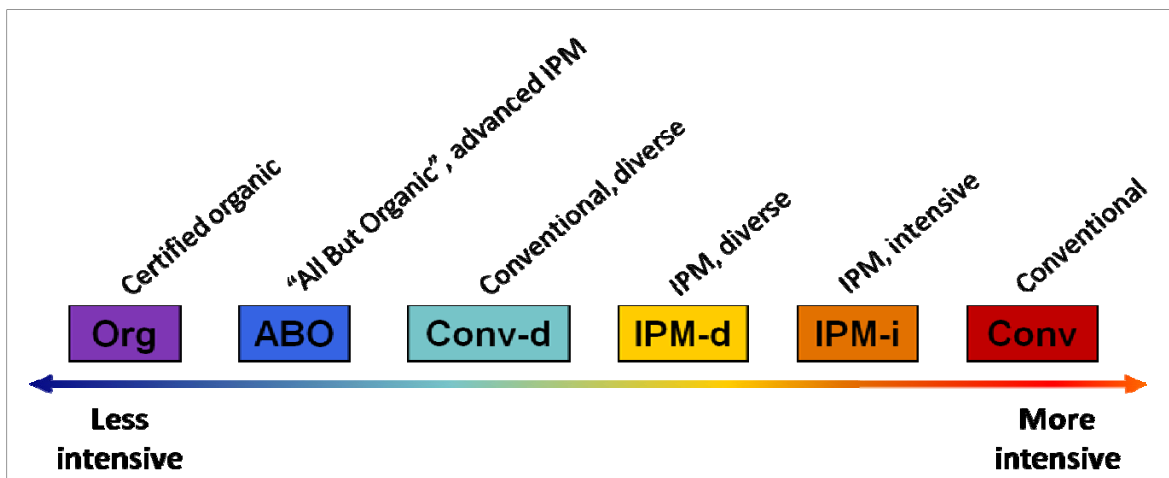 Certified organic
“All But Organic”, advanced IPM
Conventional, diverse
IPM, diverse
IPM, intensive
Conventional
Org
ABO
Conv-d
IPM-d
IPM-i
Conv
Less
intensive
More
intensive